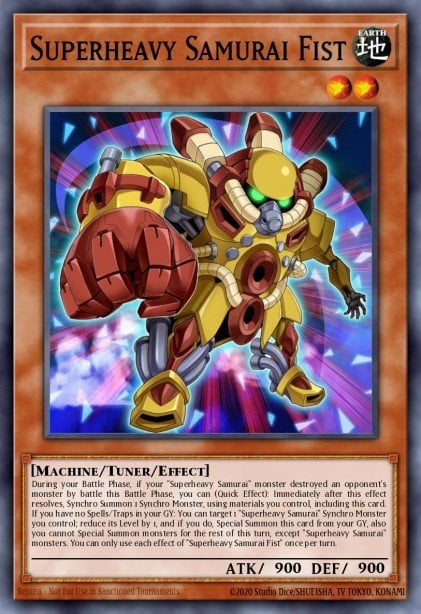 SUPERHEAVY SAMURAI FIST
EARTH
地
[MACHINE/TUNER/EFFECT]
During your Battle Phase, if your "Superheavy Samurai" monster destroyed an opponent's
monster by battle this Battle Phase, you can (Quick Effect): Immediately after this effect
resolves, Synchro Summon 1 Synchro Monster, using materials you control, including this card.
If you have no Spells/Traps in your GY: You can target 1 "Superheavy Samurai" Synchro Monster
you control; reduce its Level by 1, and if you do, Special Summon this card from your GY, also
you cannot Special Summon monsters for the rest of this turn, except "Superheavy Samurai"
monsters. You can only use each effect of "Superheavy Samurai Fist" once per turn.
ATK/ 900 DEF/ 900
Replica - Not For Use in Sanctioned Tournaments
©2020 Studio Dice/SHUEISHA, TV TOKYO, KONAMI